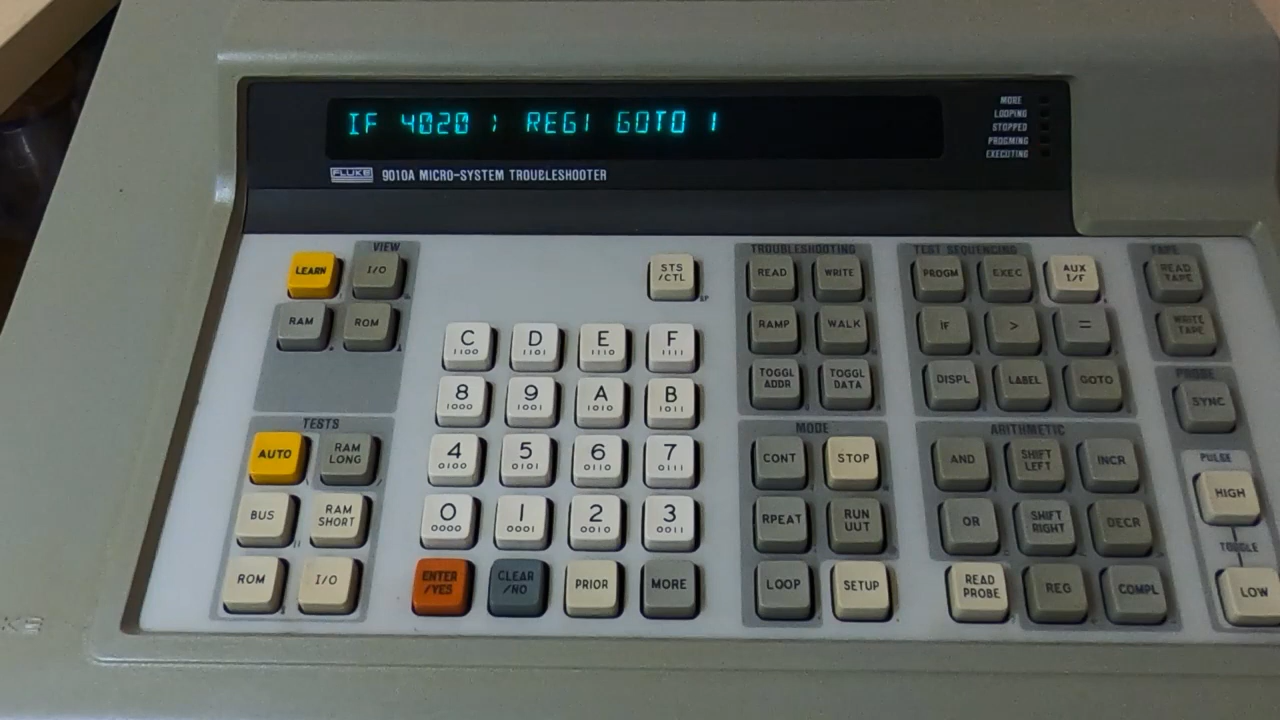 IF 4020 > REG1 GOTO 1
MORE
LOOPING
STOPPED
PROGMING
EXECUTING
FLUKE 9010A MICRO-SYSTEM TROUBLESHOOTER
VIEW
LEARN I/O
RAM ROM
TESTS
AUTO RAM LONG
BUS RAM SHORT
ROM I/O
STS /CTL
C 1100 D 1101 E 1110 F 1111
8 1000 9 1001 A 1010 B 1011
4 0100 5 0101 6 0110 7 0111
0 0000 1 0001 2 0010 3 0011
ENTER /YES CLEAR /NO PRIOR MORE
TROUBLESHOOTING
READ WRITE
RAMP WALK
TOGGL ADDR TOGGL DATA
MODE
CONT STOP
RPEAT RUN UUT
LOOP SETUP
TEST SEQUENCING
PROGM EXEC AUX I/F
IF > =
DISPL LABEL GOTO
ARITHMETIC
AND SHIFT LEFT INCR
OR SHIFT RIGHT DECR
READ PROBE REG COMPL
TAPE
READ TAPE
WRITE TAPE
PROBE
SYNC
PULSE
HIGH
TOGGLE
LOW